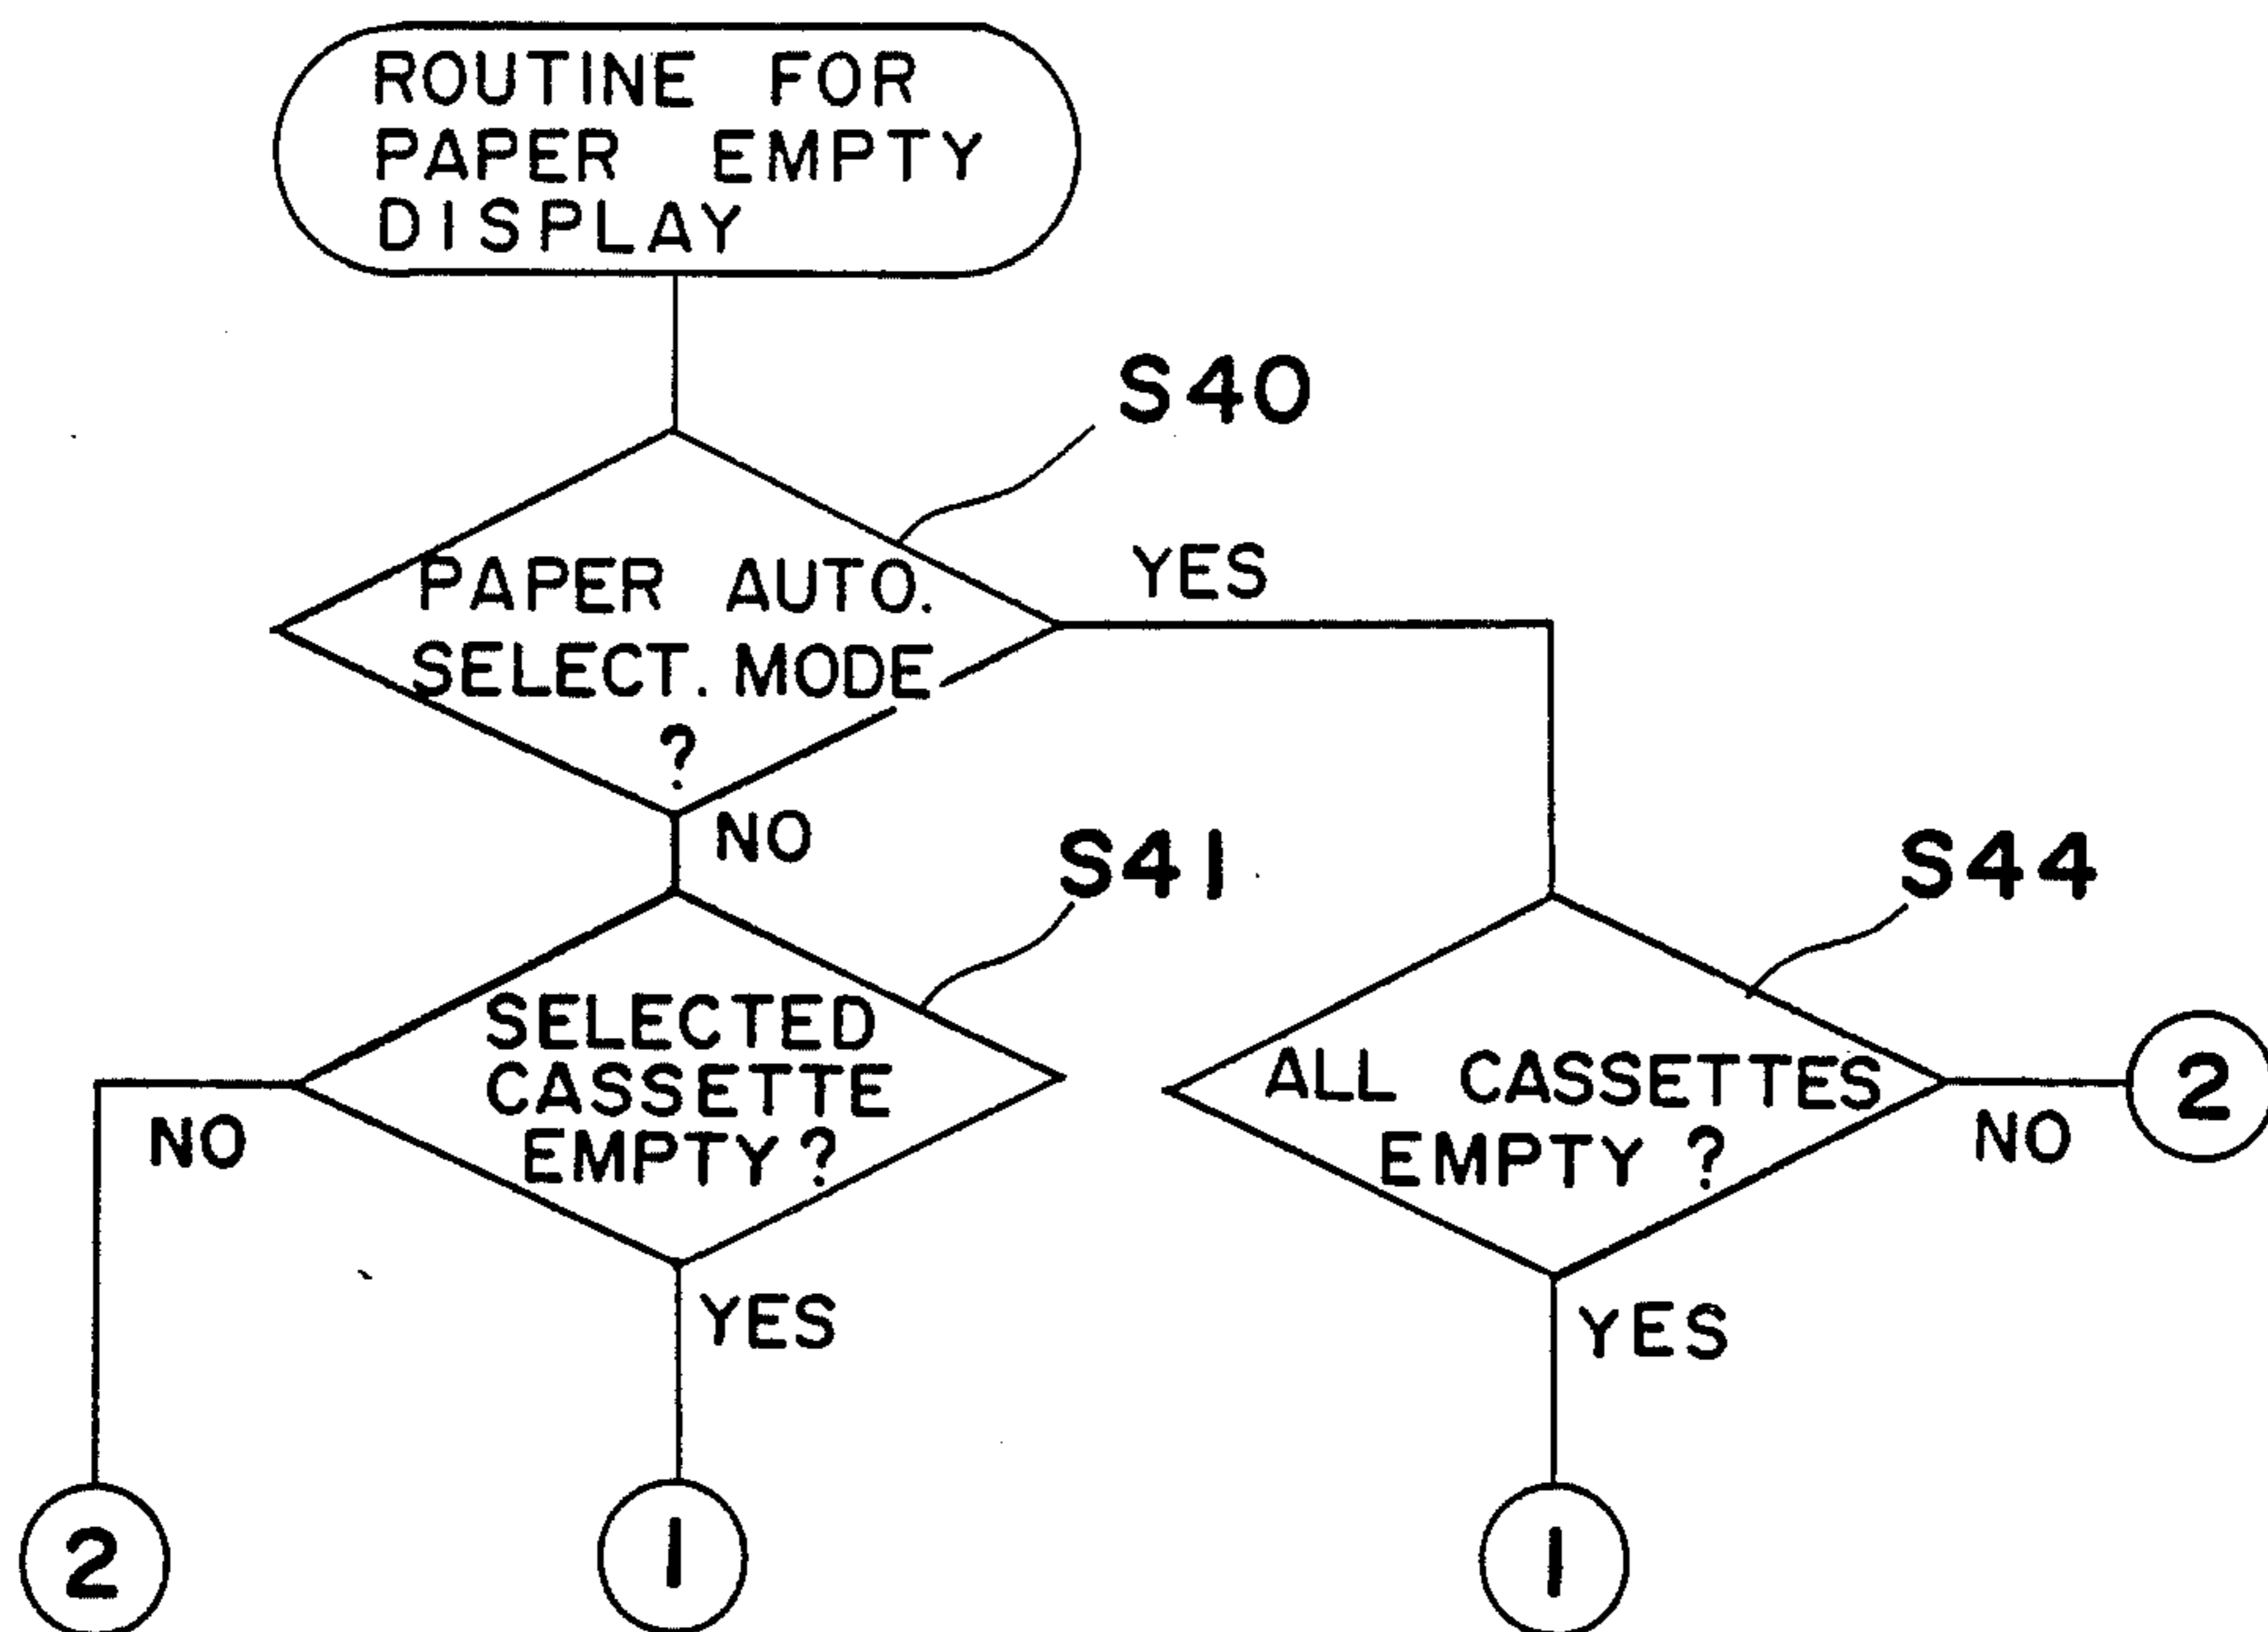 ROUTINE FOR
PAPER EMPTY
DISPLAY
S40
PAPER AUTO.
SELECT. MODE
?
YES
NO
S41
S44
SELECTED
CASSETTE
EMPTY?
NO
YES
ALL CASSETTES
EMPTY?
NO
2
YES
2
1
1